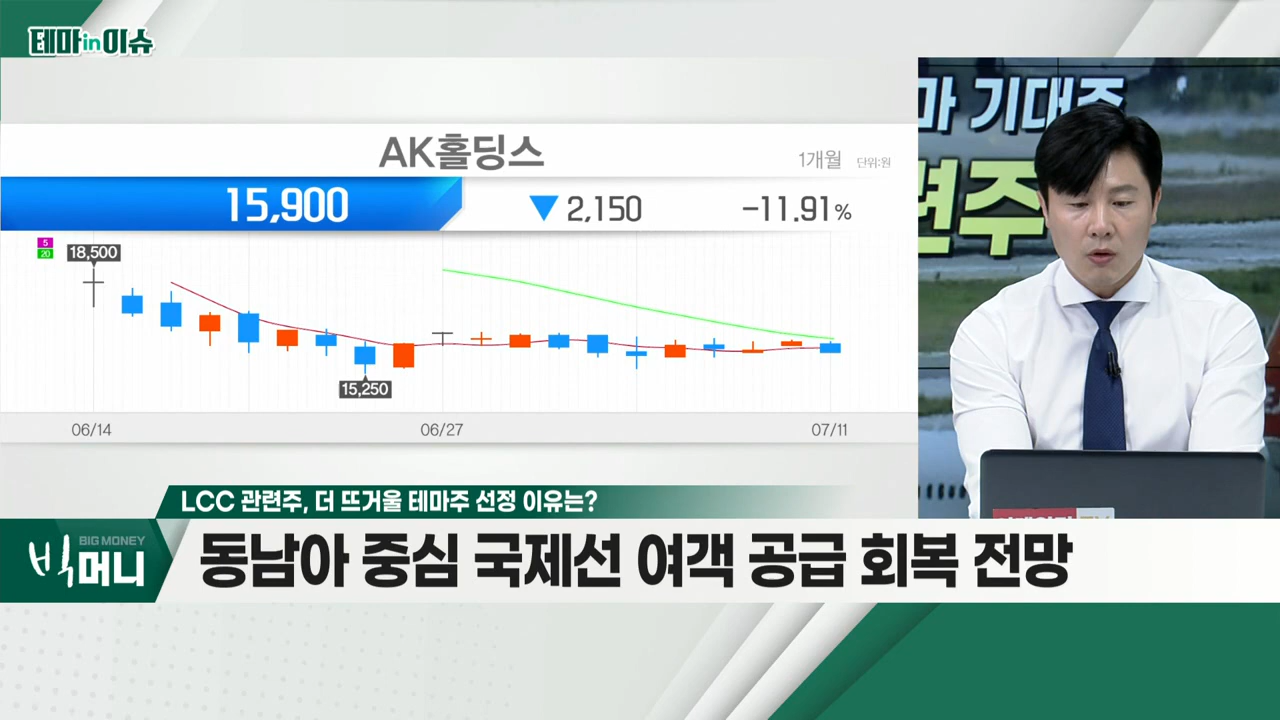 테마in이슈
AK홀딩스
1개월 단위:원
15,900 ▼ 2,150 -11.91%
5
20
18,500
15,250
06/14 06/27 07/11
마 기대주
련주
LCC 관련주, 더 뜨거울 테마주 선정 이유는?
BIG MONEY
빅머니
동남아 중심 국제선 여객 공급 회복 전망